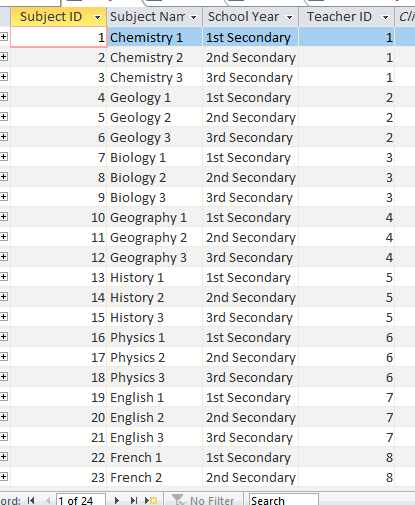 Subject ID Subject Nam School Year Teacher ID Cli
1 Chemistry 1 1st Secondary 1
2 Chemistry 2 2nd Secondary 1
3 Chemistry 3 3rd Secondary 1
4 Geology 1 1st Secondary 2
5 Geology 2 2nd Secondary 2
6 Geology 3 3rd Secondary 2
7 Biology 1 1st Secondary 3
8 Biology 2 2nd Secondary 3
9 Biology 3 3rd Secondary 3
10 Geography 1 1st Secondary 4
11 Geography 2 2nd Secondary 4
12 Geography 3 3rd Secondary 4
13 History 1 1st Secondary 5
14 History 2 2nd Secondary 5
15 History 3 3rd Secondary 5
16 Physics 1 1st Secondary 6
17 Physics 2 2nd Secondary 6
18 Physics 3 3rd Secondary 6
19 English 1 1st Secondary 7
20 English 2 2nd Secondary 7
21 English 3 3rd Secondary 7
22 French 1 1st Secondary 8
23 French 2 2nd Secondary 8
ord: 1 of 24 No Filter Search